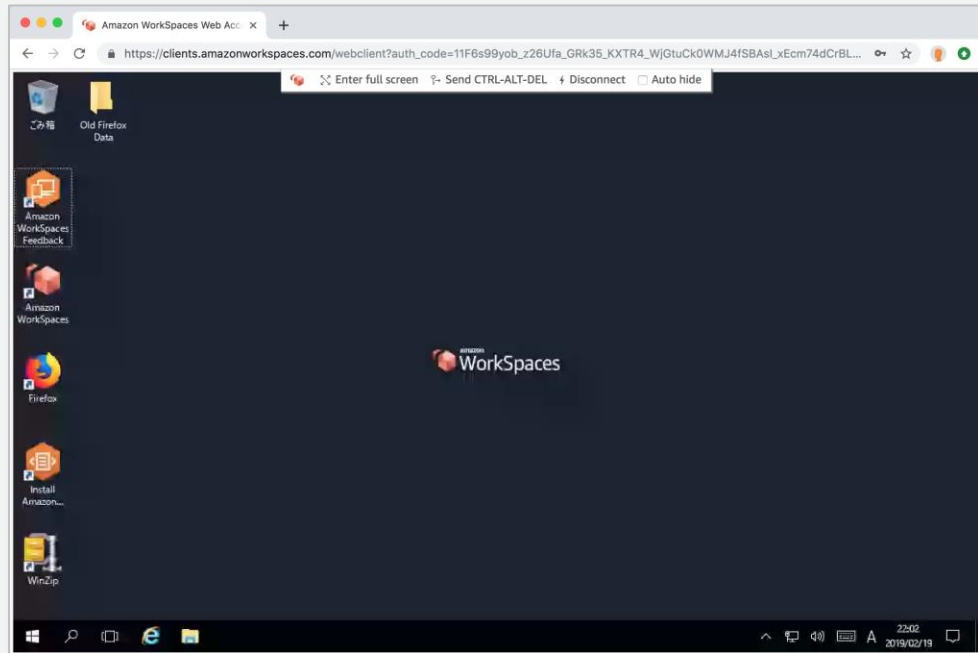 Amazon WorkSpaces Web Acc
https://clients.amazonworkspaces.com/webclient?auth_code=11F6s99yob_z26Ufa_GRk35_KXTR4_WjGtuCk0WMJ4fSBAsl_xEcm74dCrBL...
Enter full screen Send CTRL-ALT-DEL Disconnect Auto hide
ごみ箱
Old Firefox
Data
Amazon
WorkSpaces
Feedback
Amazon
WorkSpaces
Firefox
Install
Amazon...
WinZip
amazon
WorkSpaces
A
22:02
2019/02/19